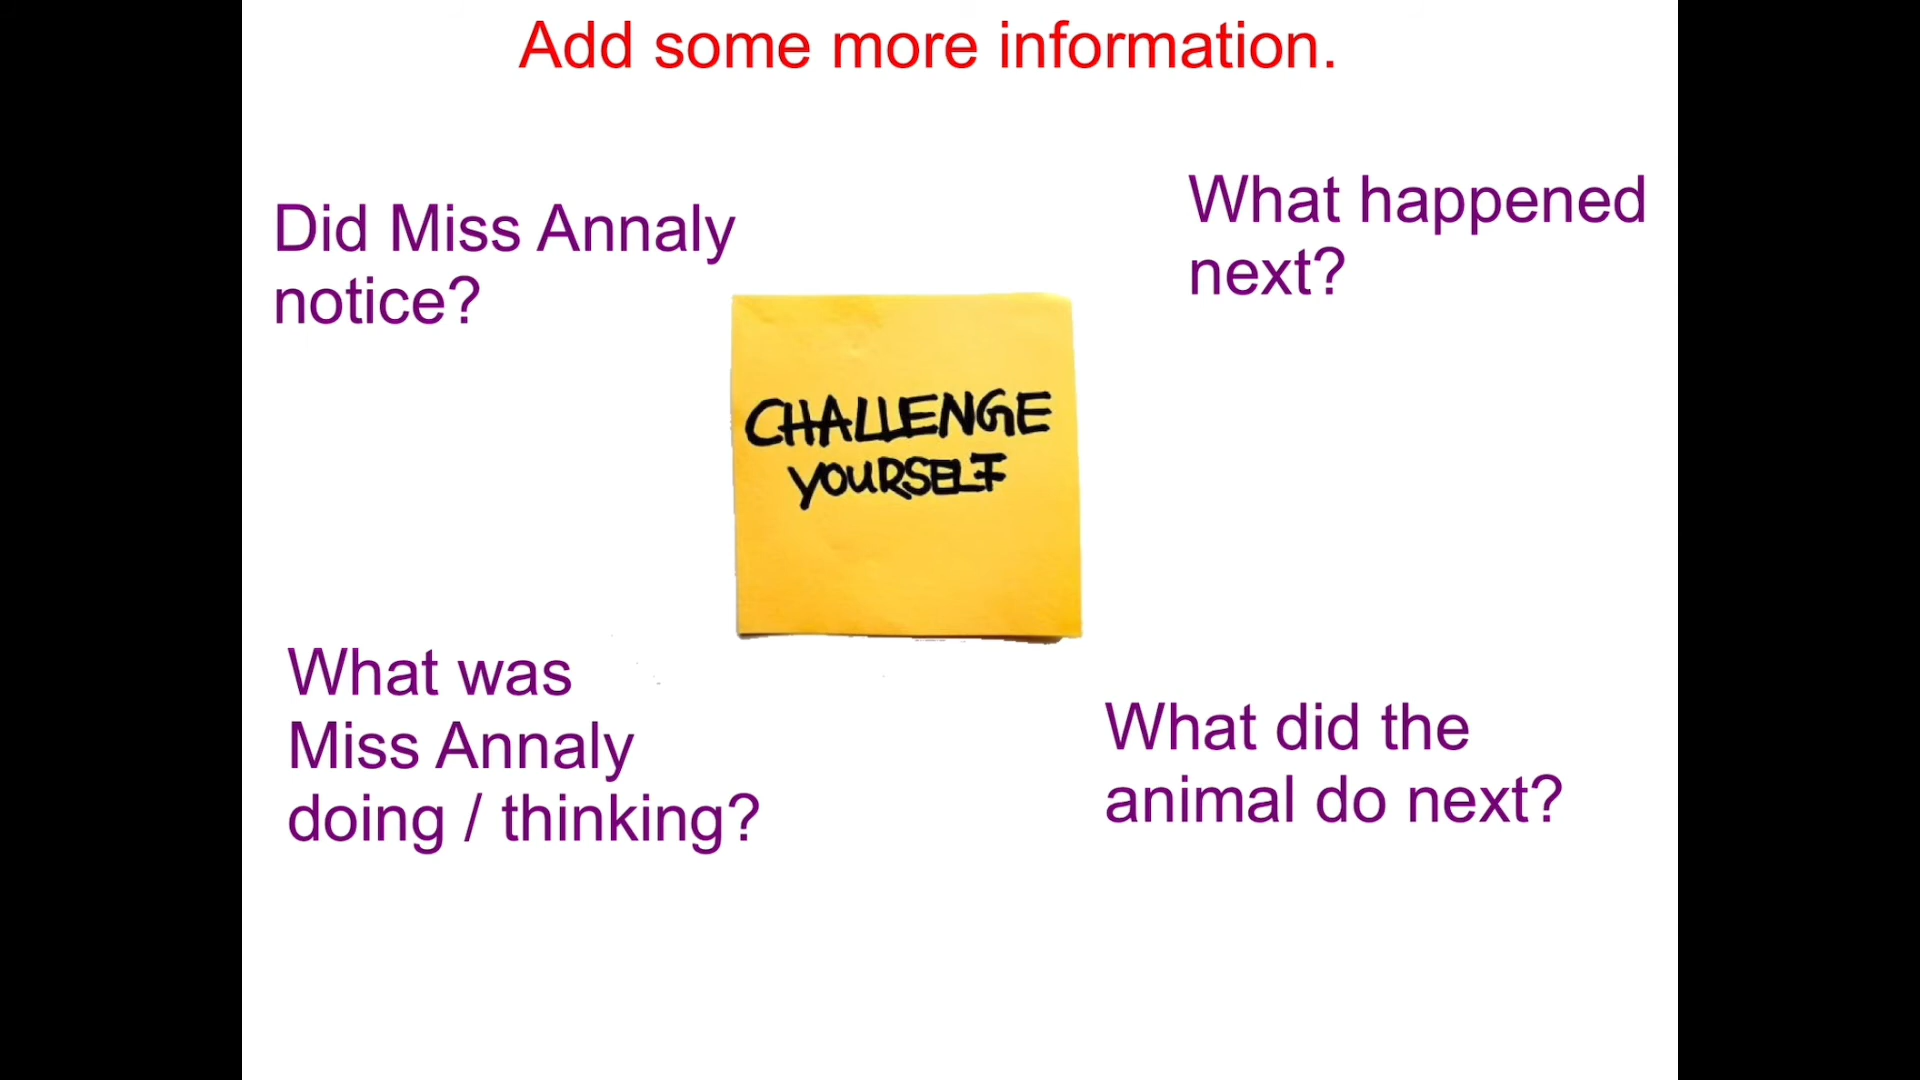 Add some more information.
Did Miss Annaly
notice?
What happened
next?
CHALLENGE
YOURSELF
What was
Miss Annaly
doing / thinking?
What did the
animal do next?